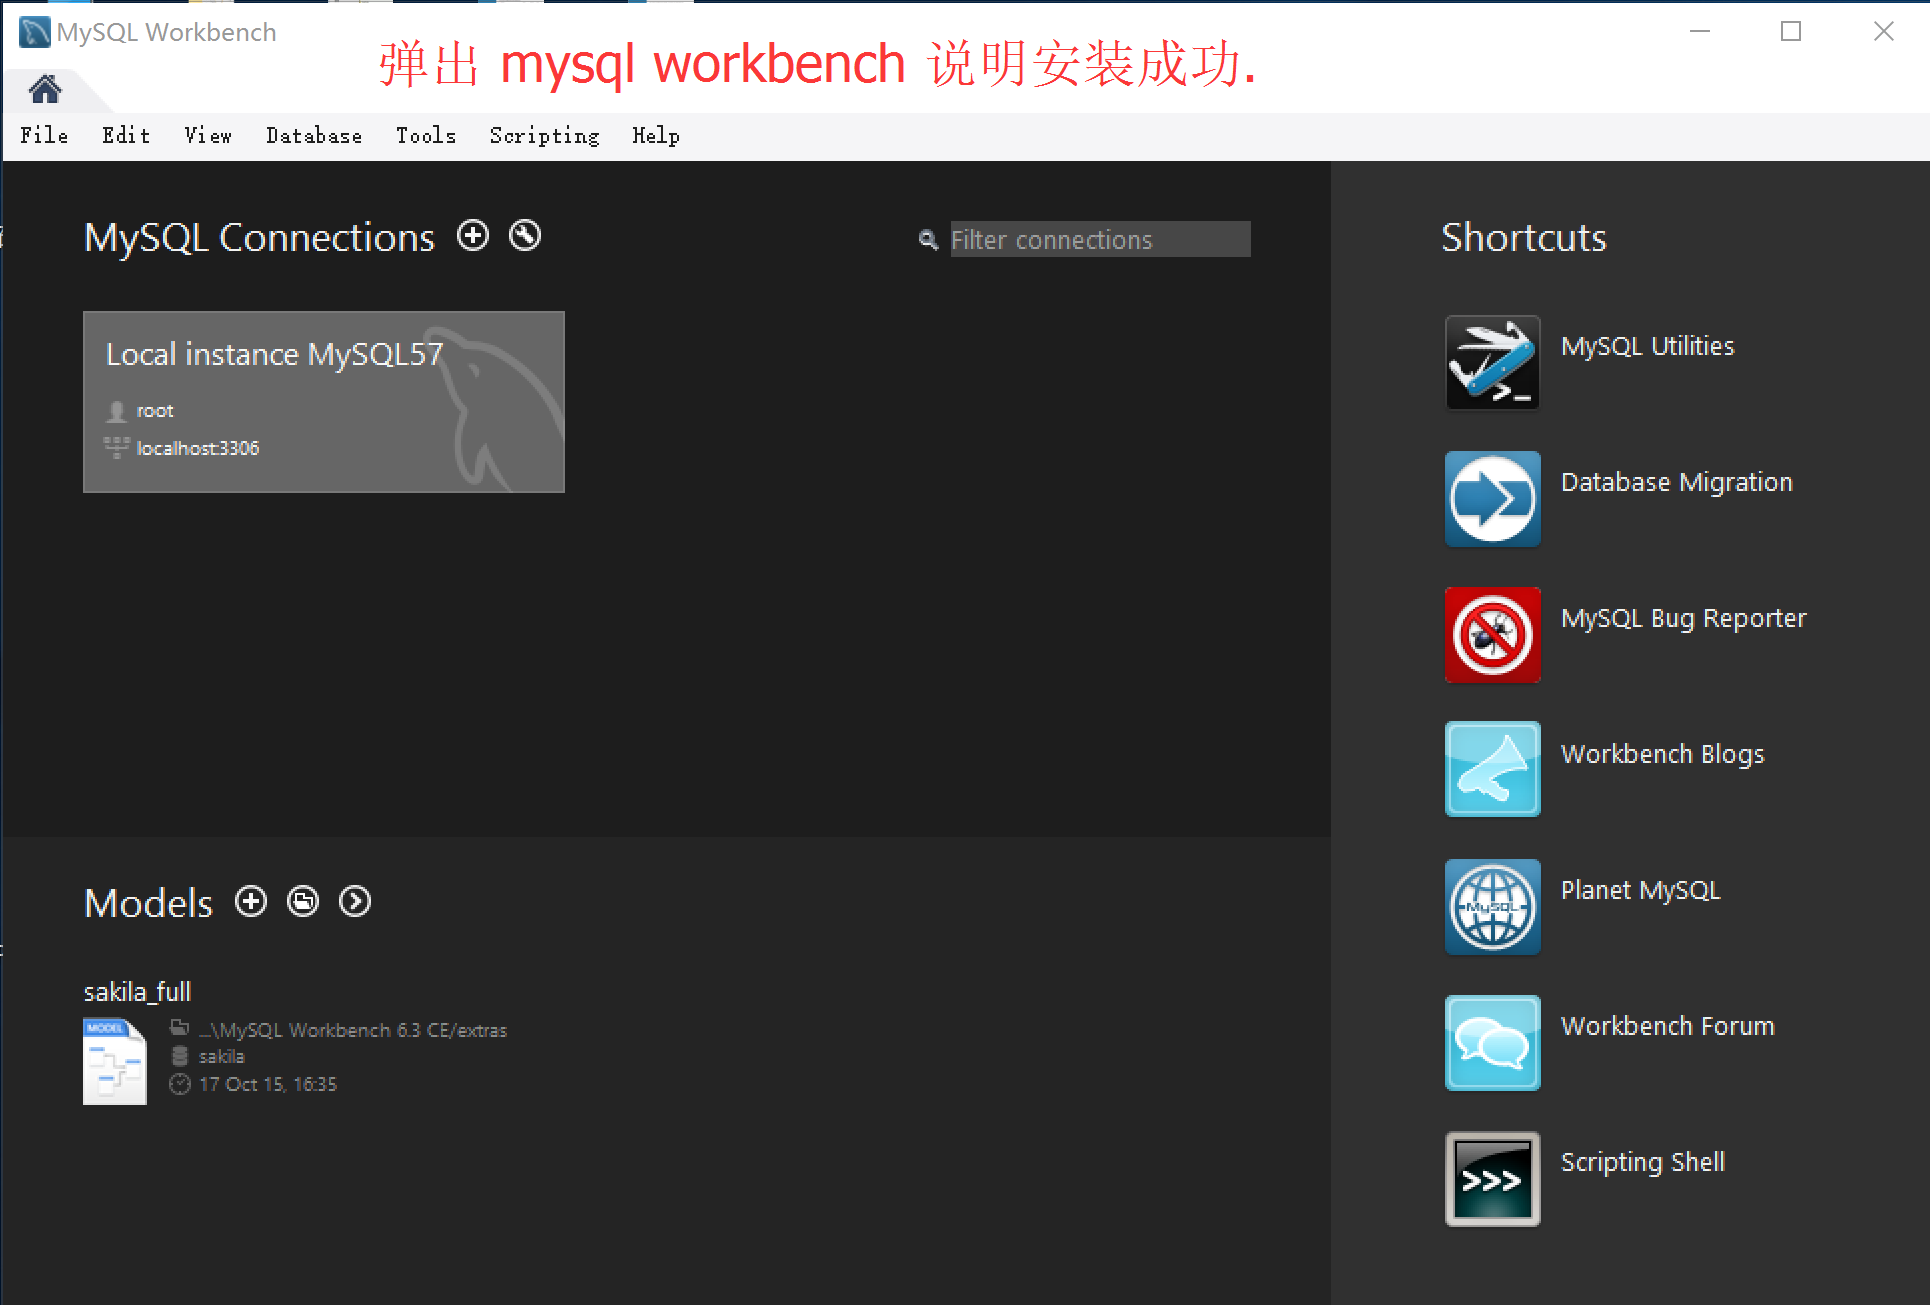 MySQL Workbench
弹出 mysql workbench 说明安装成功.
File Edit View Database Tools Scripting Help
MySQL Connections
Filter connections
Local instance MySQL57
root
localhost:3306
Models
sakila_full
MODEL
...\MySQL Workbench 6.3 CE/extras
sakila
17 Oct 15, 16:35
Shortcuts
MySQL Utilities
Database Migration
MySQL Bug Reporter
Workbench Blogs
MySQL
Planet MySQL
Workbench Forum
>>>
Scripting Shell